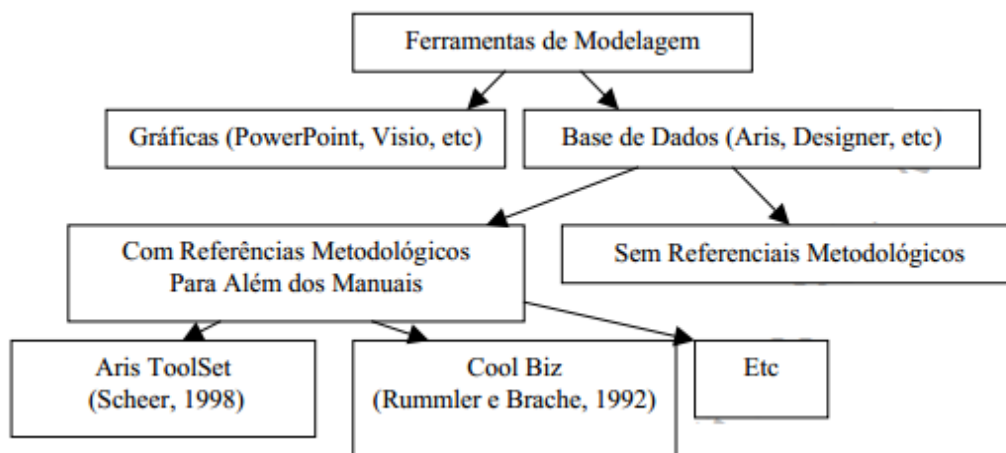 Ferramentas de Modelagem
Gráficas (PowerPoint, Visio, etc)
Base de Dados (Aris, Designer, etc)
Com Referências Metodológicos
Para Além dos Manuais
Sem Referenciais Metodológicos
Aris ToolSet
(Scheer, 1998)
Cool Biz
(Rummler e Brache, 1992)
Etc